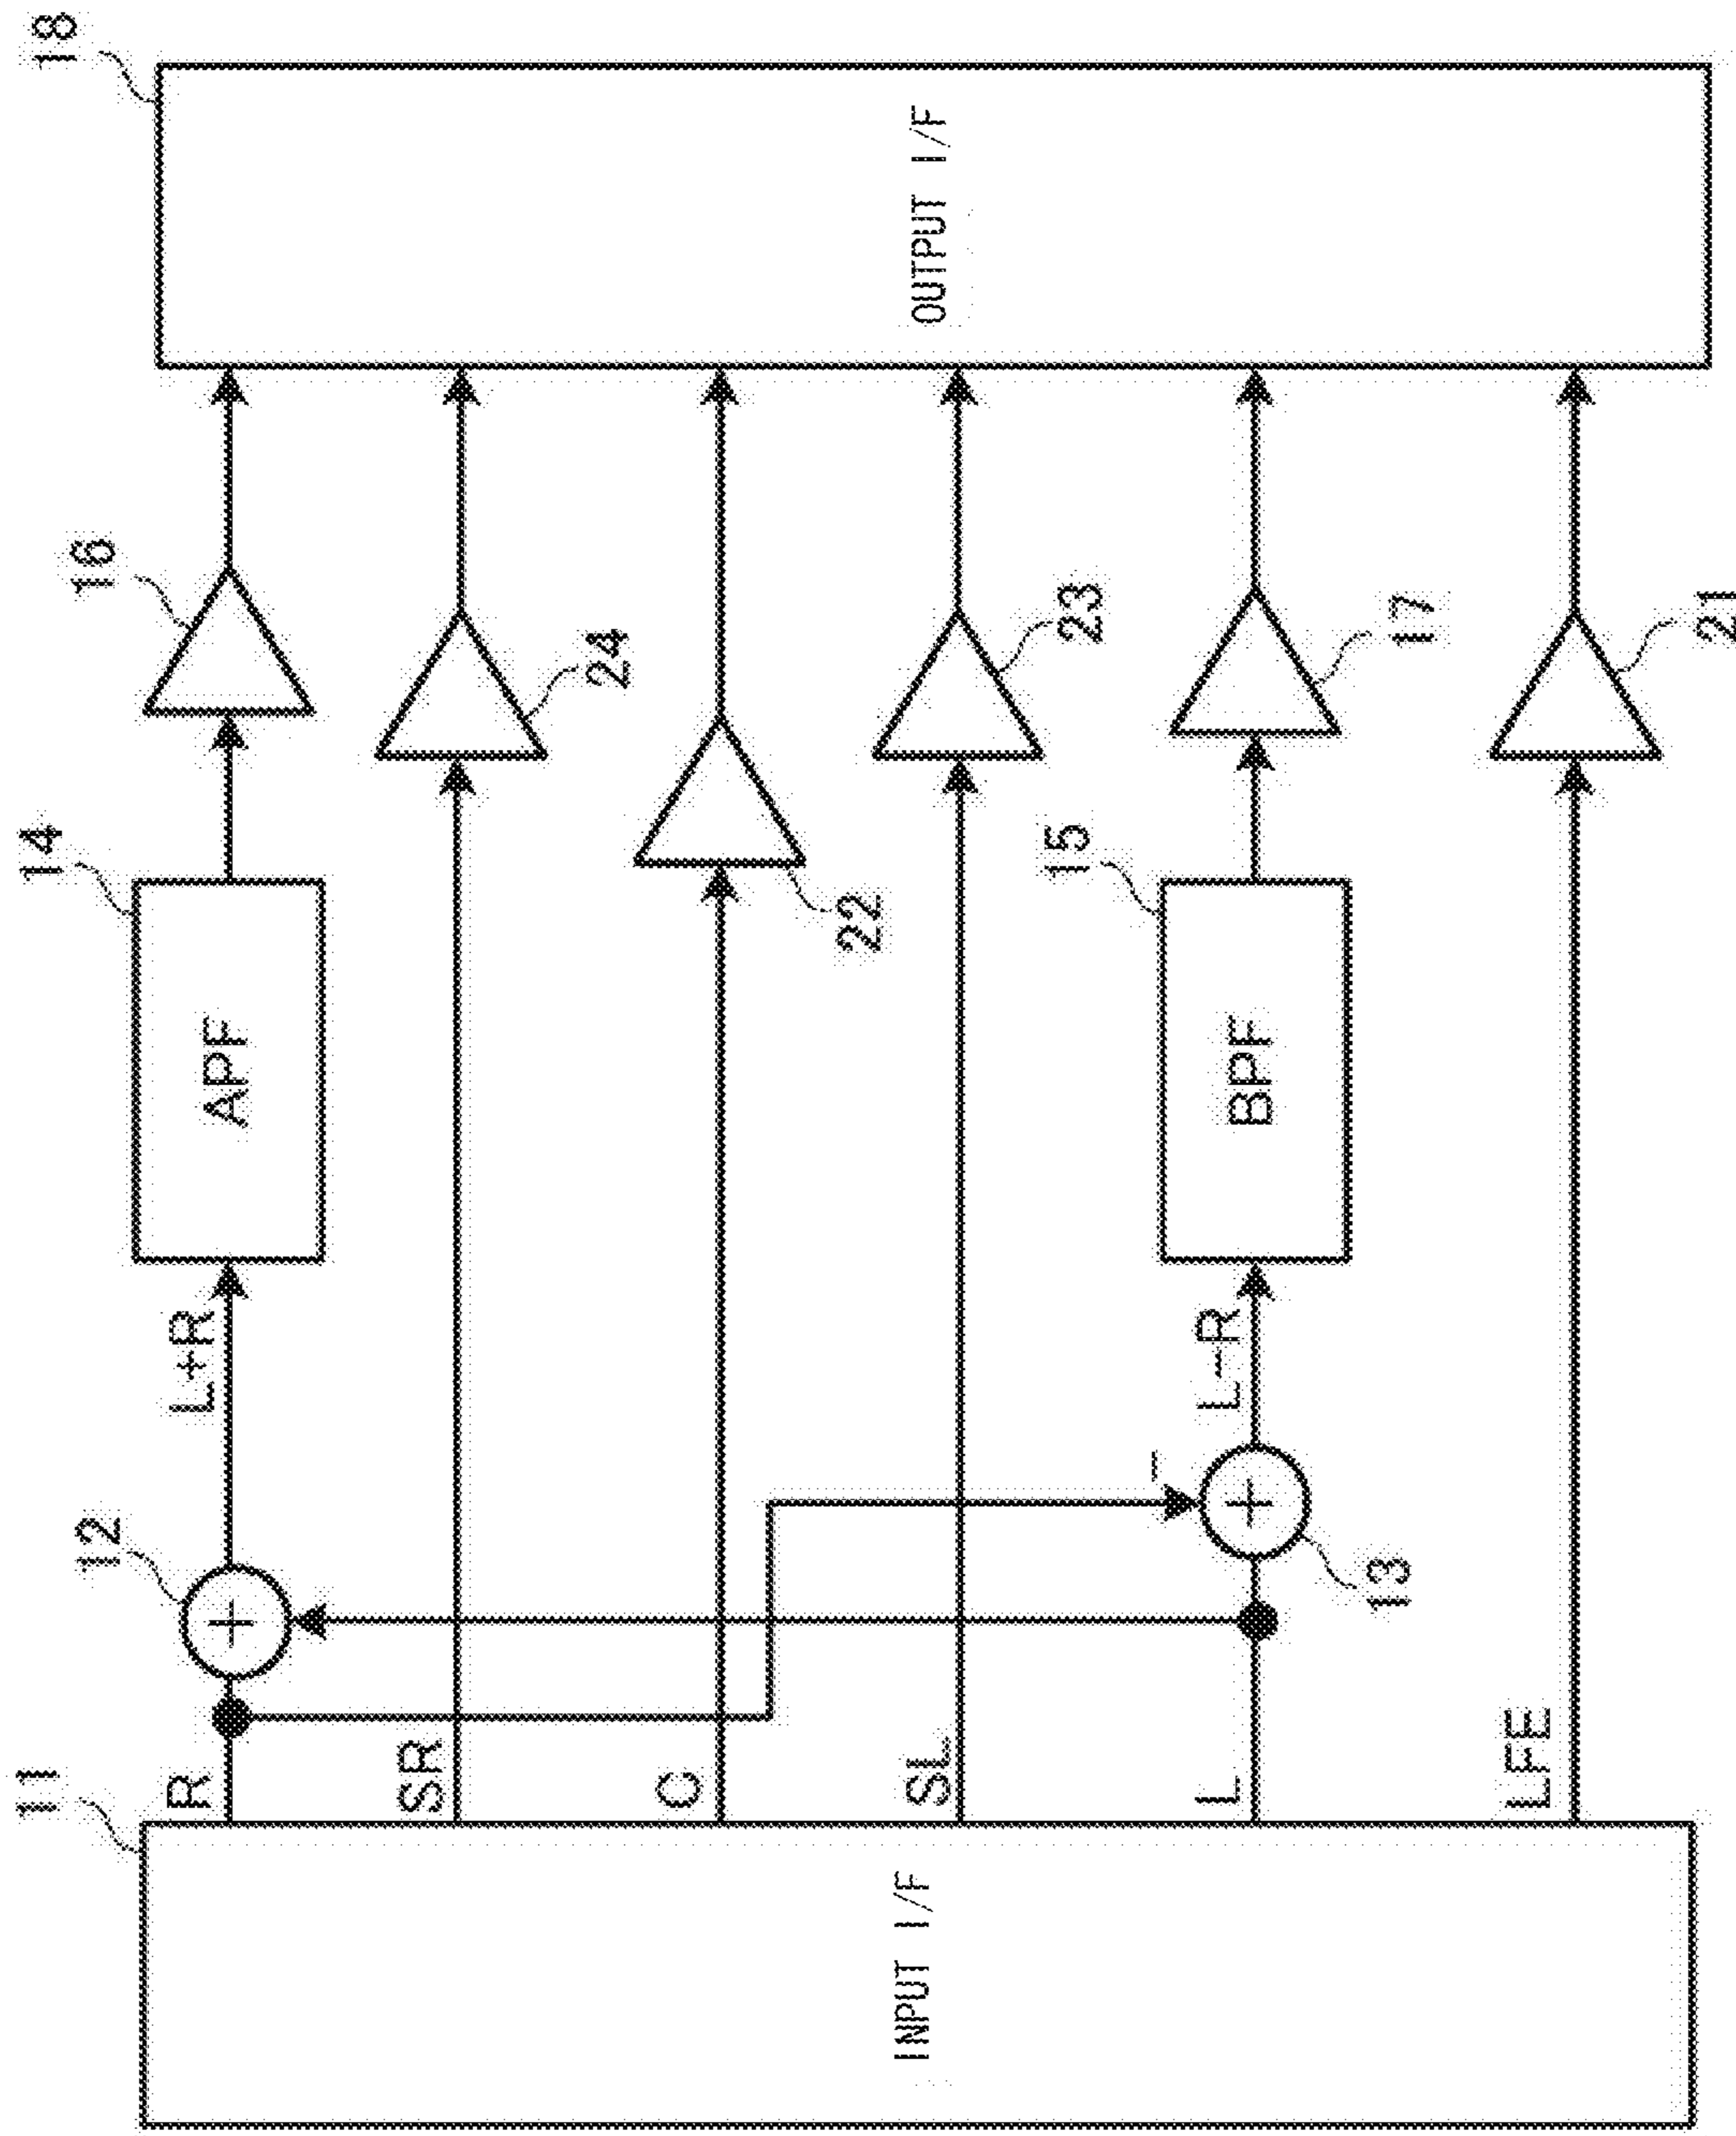 11
INPUT I/F
R
SR
C
SL
L
LFE
12
+
L+R
14
APF
16
24
22
23
-
+
13
L-R
15
BPF
17
21
18
OUTPUT I/F